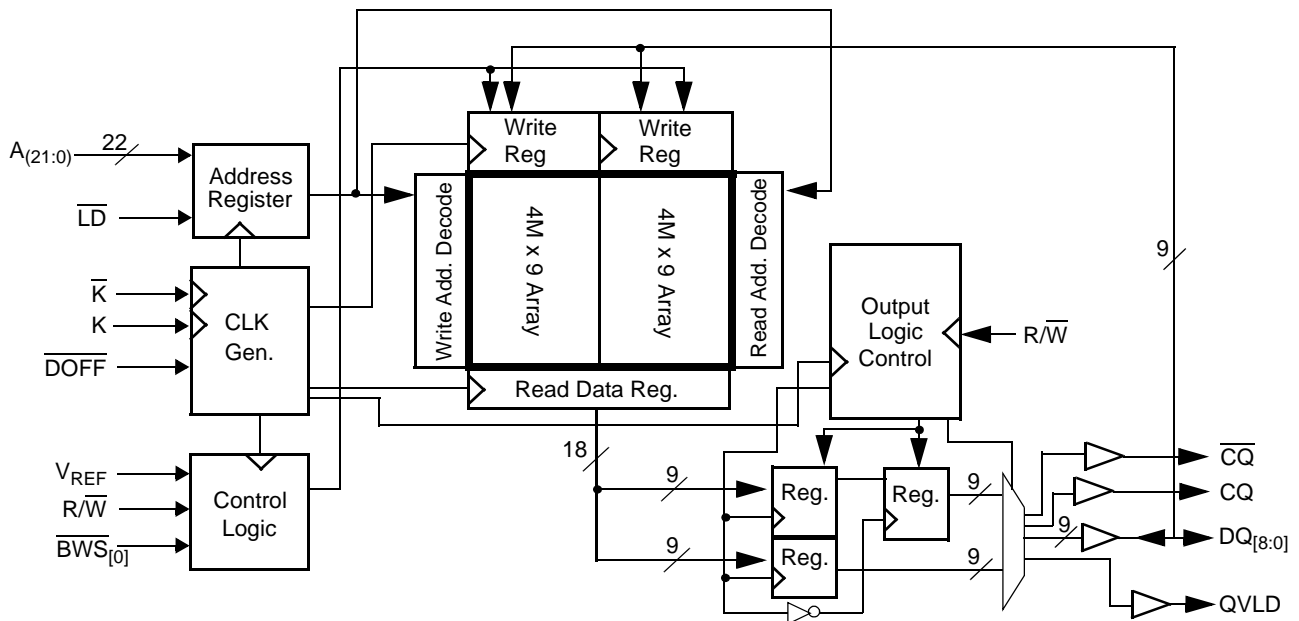 A(21:0)
22
LD
Address
Register
K
K
DOFF
CLK
Gen.
VREF
R/W
BWS[0]
Control
Logic
Write
Reg
Write
Reg
Write Add. Decode
4M x 9 Array
4M x 9 Array
Read Add. Decode
Read Data Reg.
Output
Logic
Control
R/W
9
18
9
9
Reg.
Reg.
Reg.
9
9
9
CQ
CQ
DQ[8:0]
QVLD